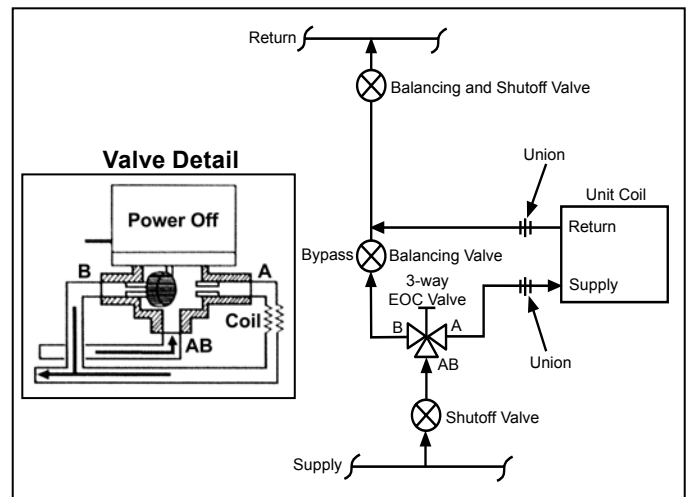 Return
Balancing and Shutoff Valve
Union
Unit Coil
Return
Bypass
Balancing Valve
3-way
EOC Valve
Supply
B
A
AB
Union
Shutoff Valve
Supply
Valve Detail
Power Off
B
A
Coil
AB